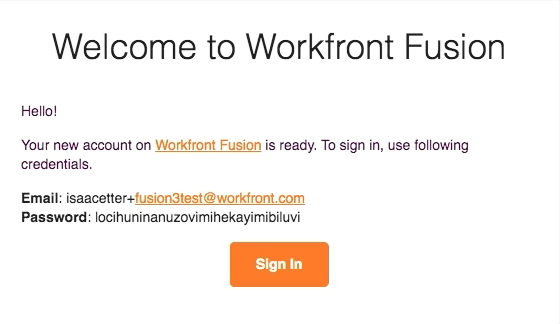 Welcome to Workfront Fusion
Hello!
Your new account on Workfront Fusion is ready. To sign in, use following
credentials.
Email: isaacetter+fusion3test@workfront.com
Password: locihuninanuzovimihekayimibiluvi
Sign In